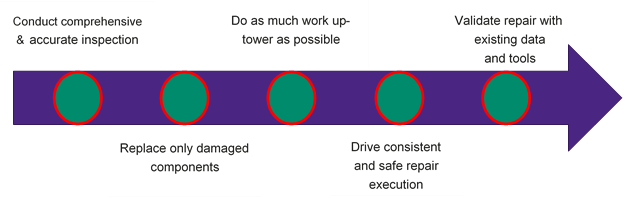 Conduct comprehensive
& accurate inspection
Replace only damaged
components
Do as much work up-
tower as possible
Drive consistent
and safe repair
execution
Validate repair with
existing data
and tools